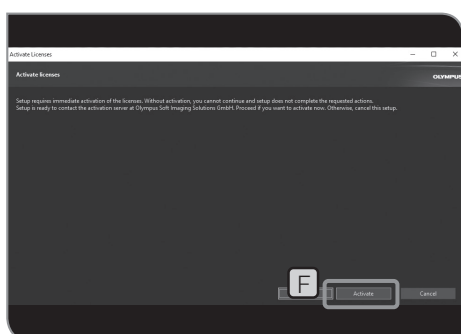 Activate Licenses
Activate licenses
OLYMPUS
Setup requires immediate activation of the licenses. Without activation, you cannot continue and setup does not complete the requested actions.
Setup is ready to contact the activation server at Olympus Soft Imaging Solutions GmbH. Proceed if you want to activate now. Otherwise, cancel this setup.
F
Activate
Cancel